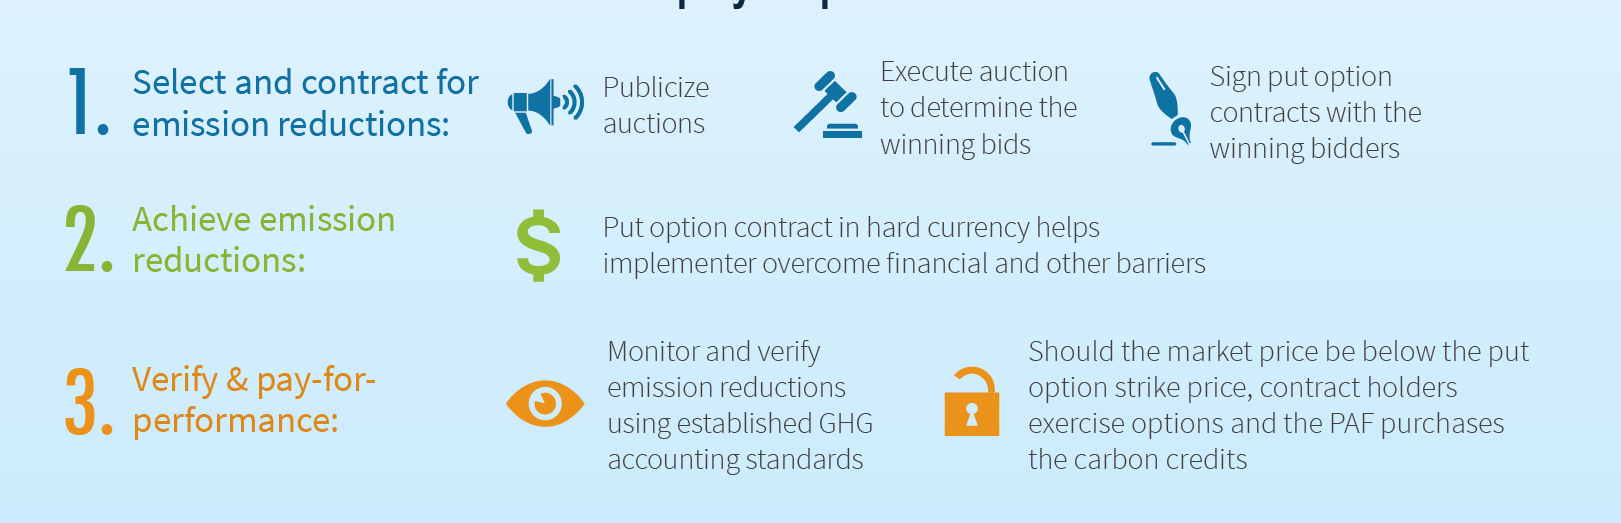 1. Select and contract for
emission reductions:
Publicize
auctions
Execute auction
to determine the
winning bids
Sign put option
contracts with the
winning bidders
2. Achieve emission
reductions:
Put option contract in hard currency helps
implementer overcome financial and other barriers
3. Verify & pay-for-
performance:
Monitor and verify
emission reductions
using established GHG
accounting standards
Should the market price be below the put
option strike price, contract holders
exercise options and the PAF purchases
the carbon credits